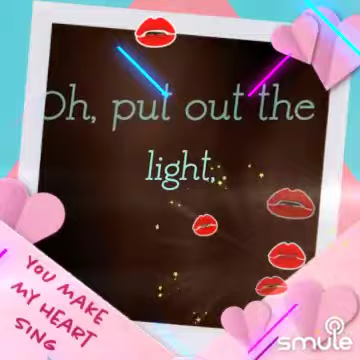 Oh, put out the
light,
YOU MAKE
MY HEART
SING
smule